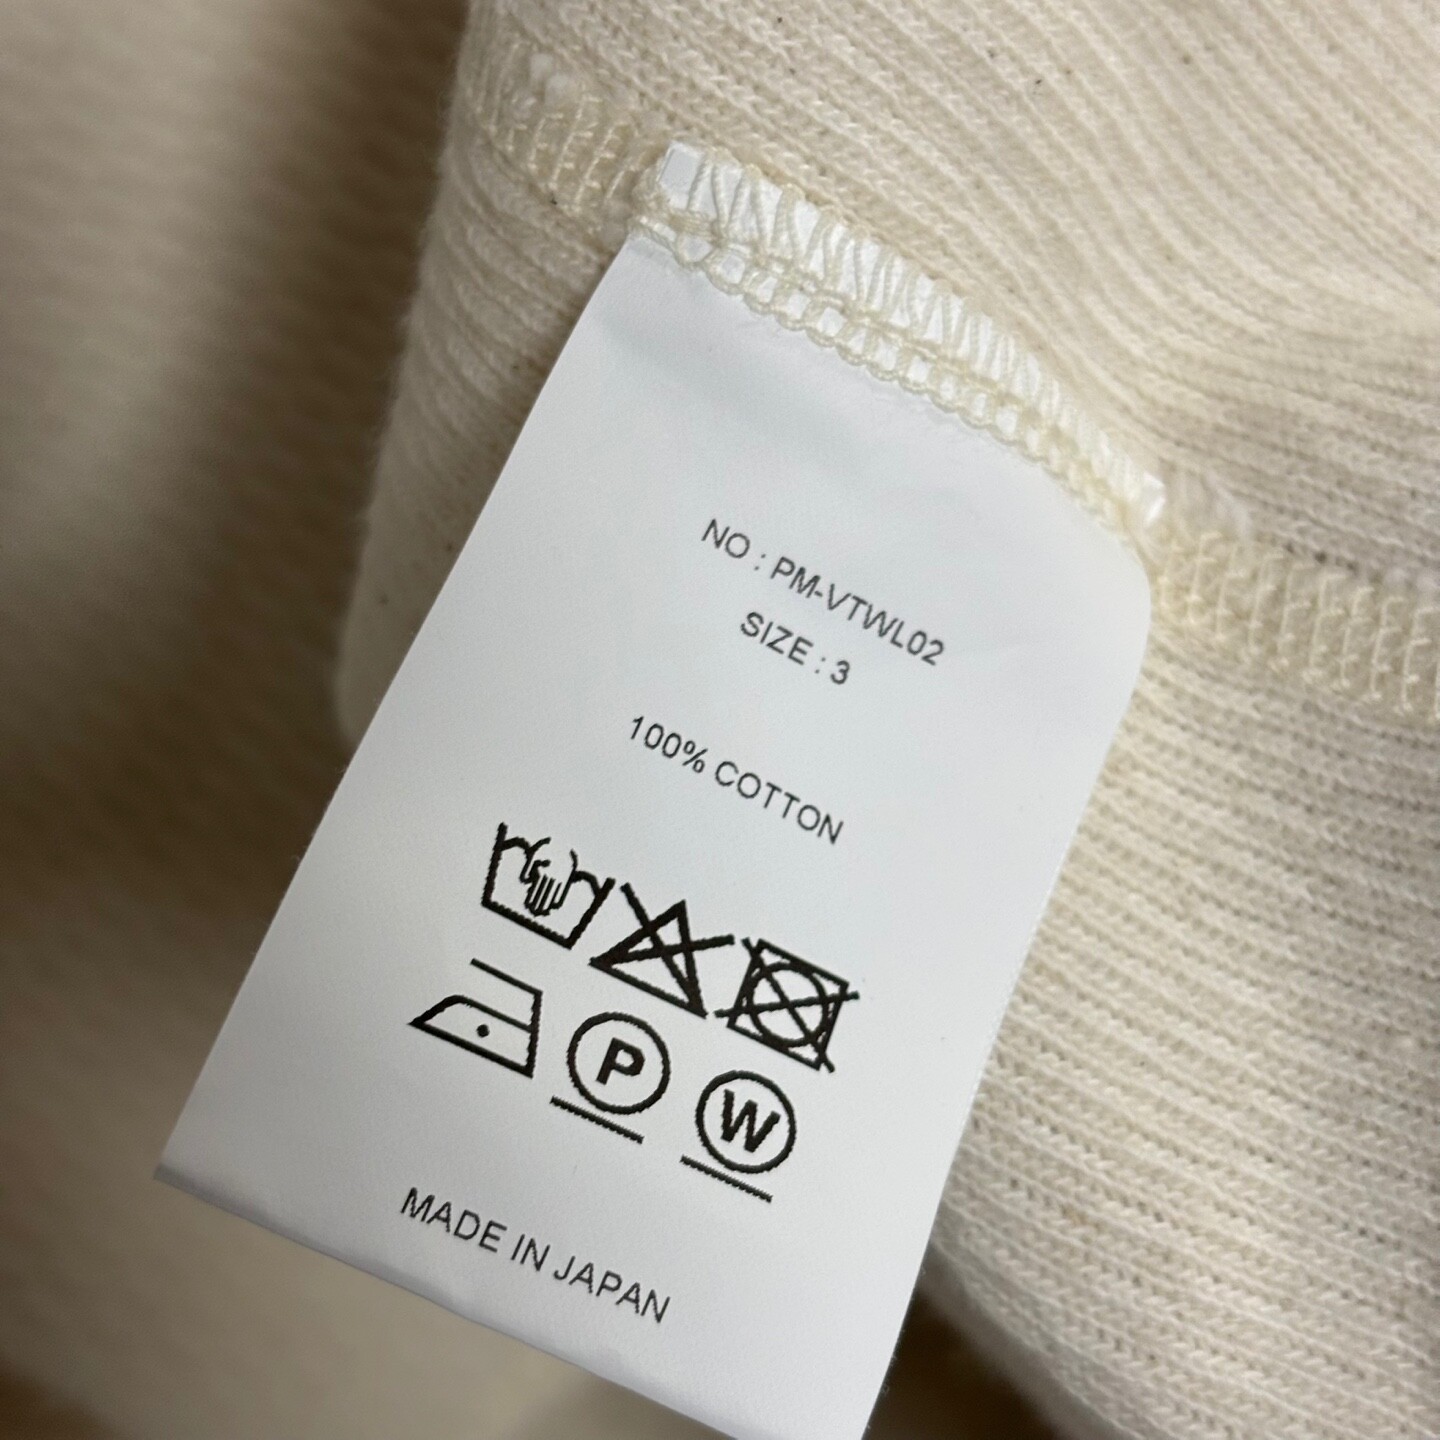 NO : PM-VTWL02
SIZE : 3
100% COTTON
P
W
MADE IN JAPAN